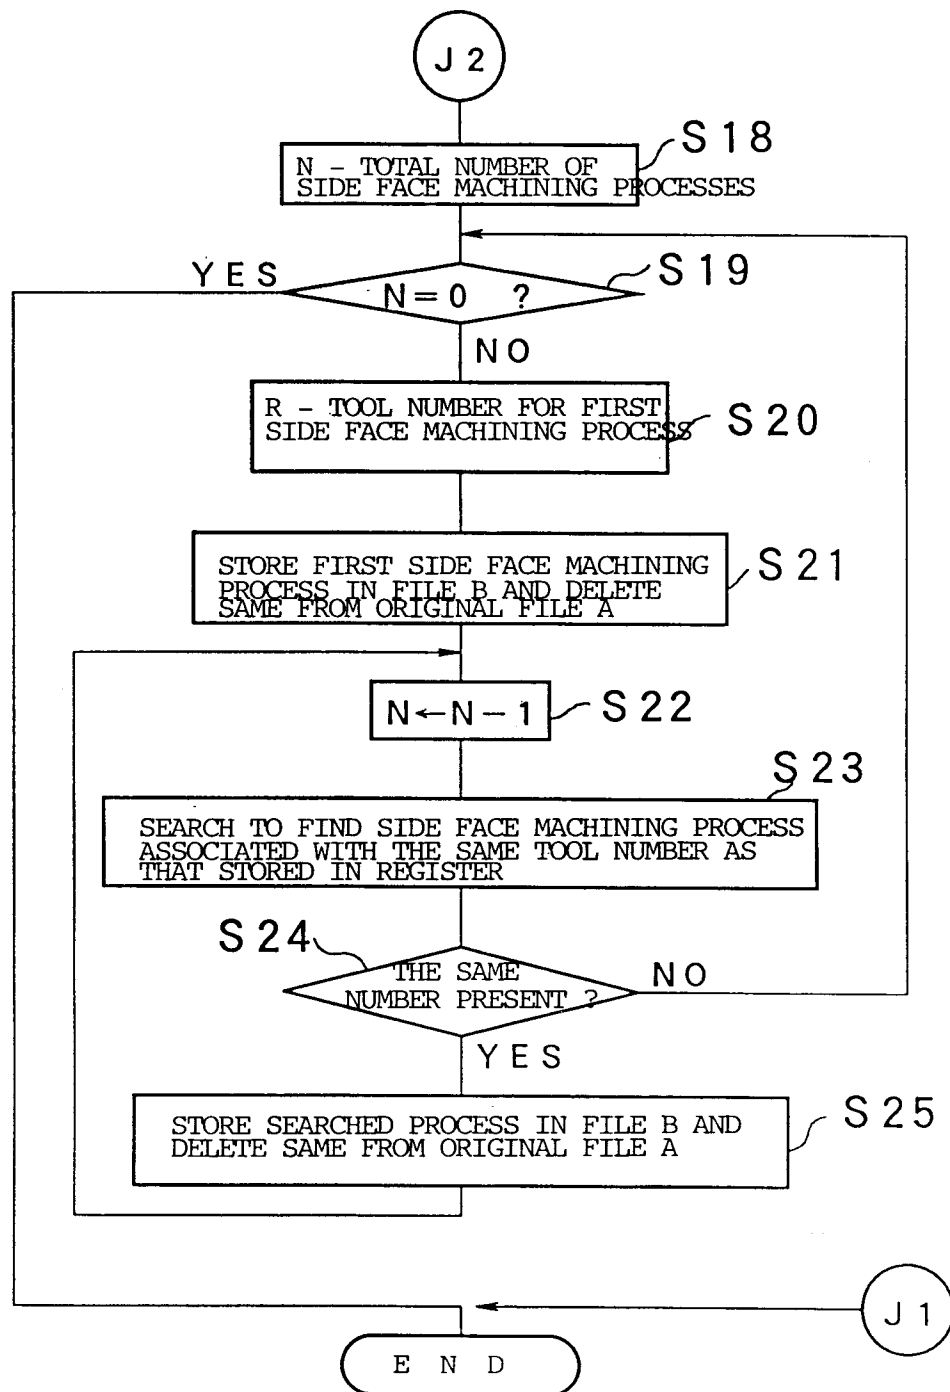 J 2
S 18
N - TOTAL NUMBER OF
SIDE FACE MACHINING PROCESSES
YES
S 19
N = 0 ?
NO
R - TOOL NUMBER FOR FIRST
SIDE FACE MACHINING PROCESS
S 20
STORE FIRST SIDE FACE MACHINING
PROCESS IN FILE B AND DELETE
SAME FROM ORIGINAL FILE A
S 21
N ← N - 1
S 22
S 23
SEARCH TO FIND SIDE FACE MACHINING PROCESS
ASSOCIATED WITH THE SAME TOOL NUMBER AS
THAT STORED IN REGISTER
S 24
THE SAME
NUMBER PRESENT ?
NO
YES
STORE SEARCHED PROCESS IN FILE B AND
DELETE SAME FROM ORIGINAL FILE A
S 25
J 1
E N D